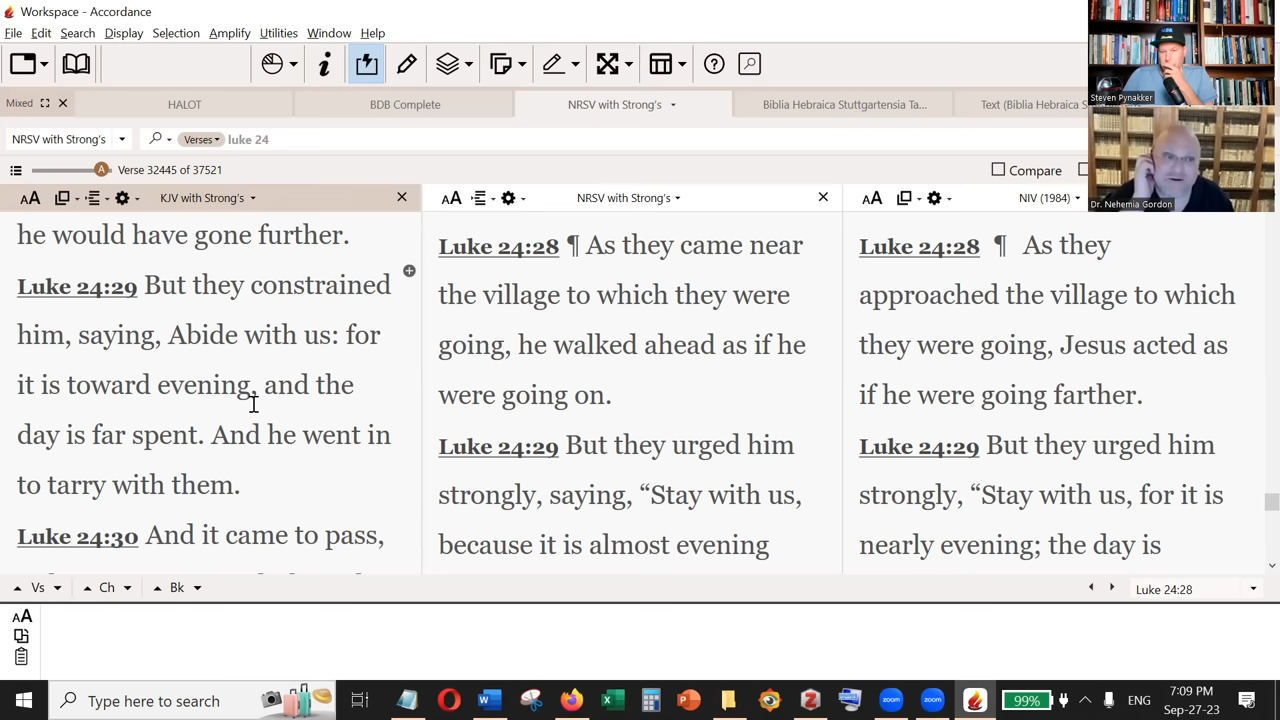 Workspace - Accordance
File Edit Search Display Selection Amplify Utilities Window Help
Steven Pynakker
Mixed
HALOT
BDB Complete
NRSV with Strong's
Biblia Hebraica Stuttgartensia Ta...
Text (Biblia Hebraica S
NRSV with Strong's
Verses
luke 24
A
Verse 32445 of 37521
Compare
AA
KJV with Strong's
AA
NRSV with Strong's
AA
NIV (1984)
Dr. Nehemia Gordon
he would have gone further.
Luke 24:29 But they constrained
him, saying, Abide with us: for
it is toward evening, and the
day is far spent. And he went in
to tarry with them.
Luke 24:30 And it came to pass,
Luke 24:28 ¶ As they came near
the village to which they were
going, he walked ahead as if he
were going on.
Luke 24:29 But they urged him
strongly, saying, “Stay with us,
because it is almost evening
Luke 24:28 ¶ As they
approached the village to which
they were going, Jesus acted as
if he were going farther.
Luke 24:29 But they urged him
strongly, “Stay with us, for it is
nearly evening; the day is
Vs Ch Bk
Luke 24:28
AA
Type here to search
zoom
zoom
99%
ENG
7:09 PM
Sep-27-23